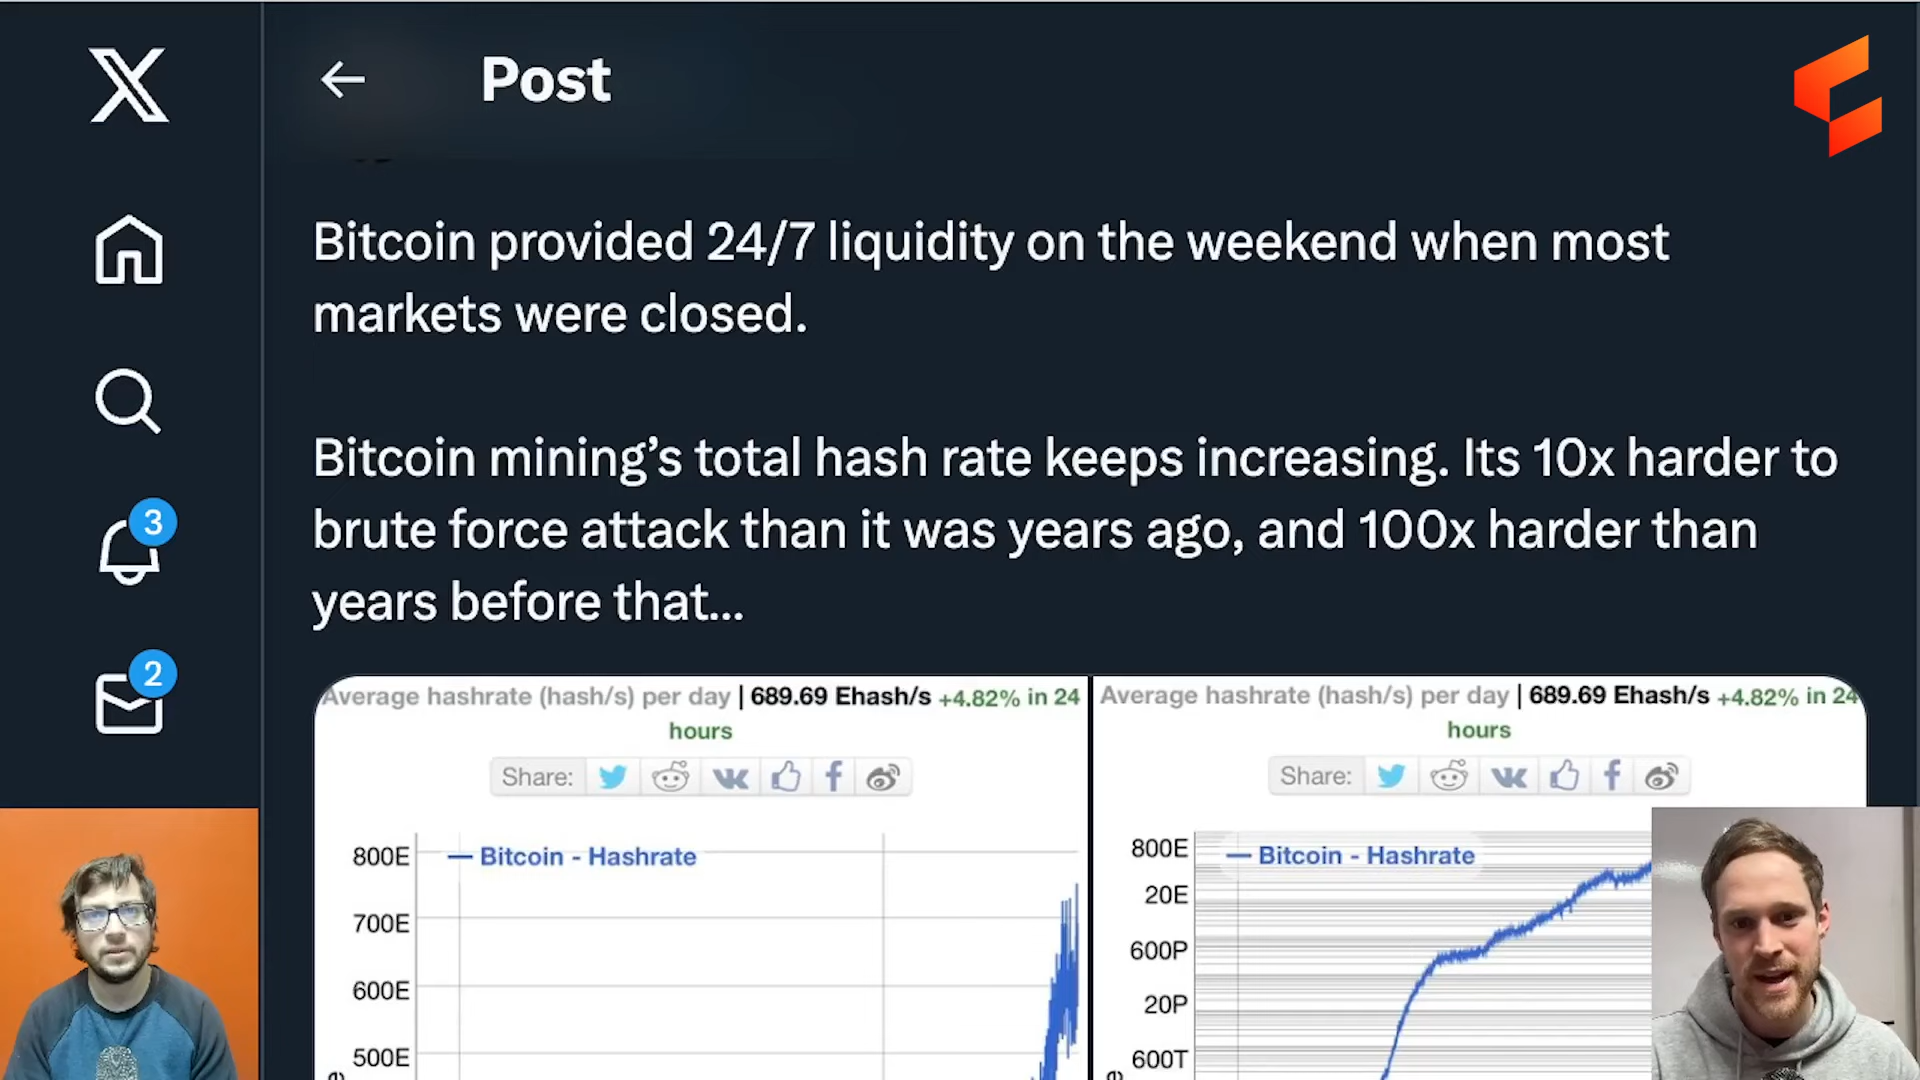 Post
Bitcoin provided 24/7 liquidity on the weekend when most
markets were closed.
Bitcoin mining’s total hash rate keeps increasing. Its 10x harder to
brute force attack than it was years ago, and 100x harder than
years before that...
3
2
Average hashrate (hash/s) per day | 689.69 Ehash/s +4.82% in 24
hours
Share:
Bitcoin - Hashrate
800E
700E
600E
500E
Average hashrate (hash/s) per day | 689.69 Ehash/s +4.82% in 24
hours
Share:
Bitcoin - Hashrate
800E
20E
600P
20P
600T